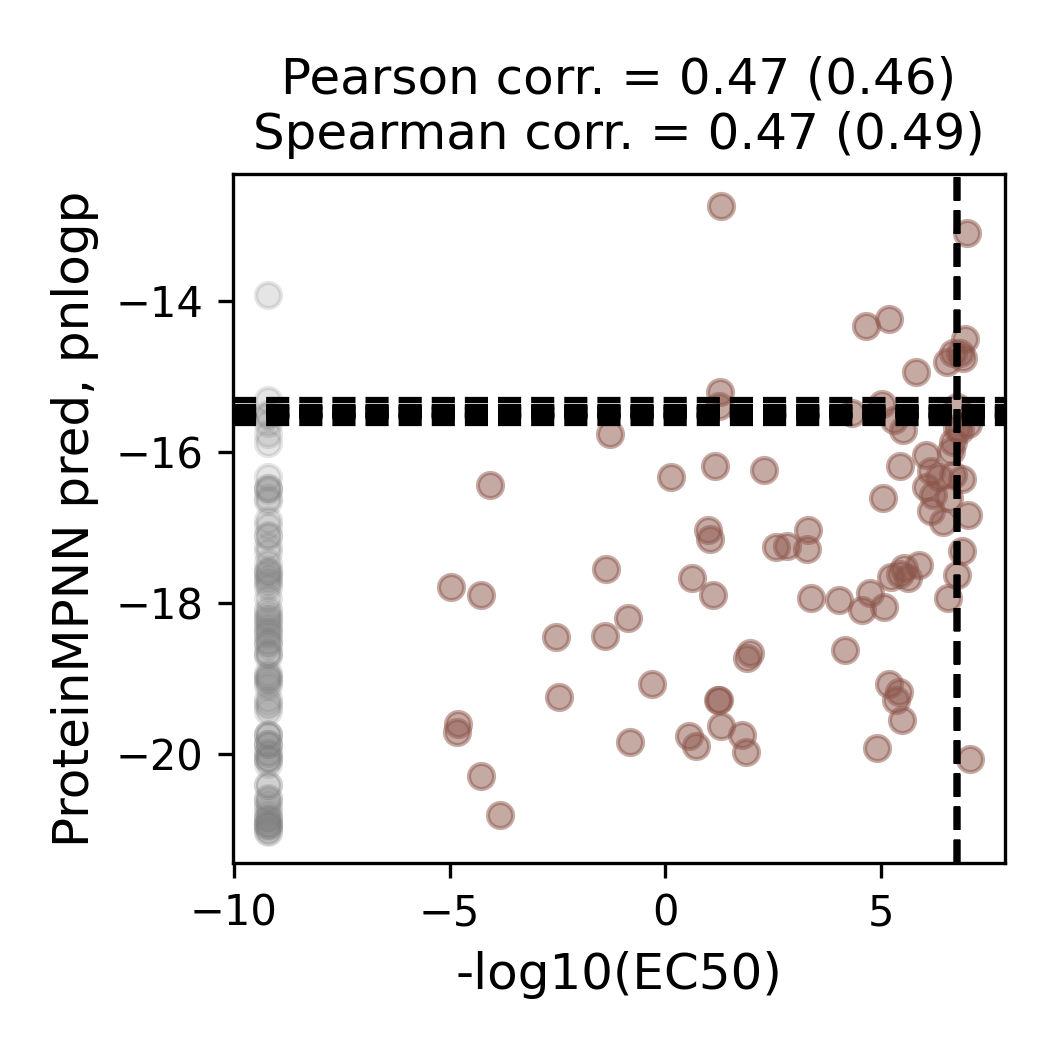 Pearson corr. = 0.47 (0.46)
Spearman corr. = 0.47 (0.49)
ProteinMPNN pred, pnlogp
−14
−16
−18
−20
−10
−5
0
5
-log10(EC50)